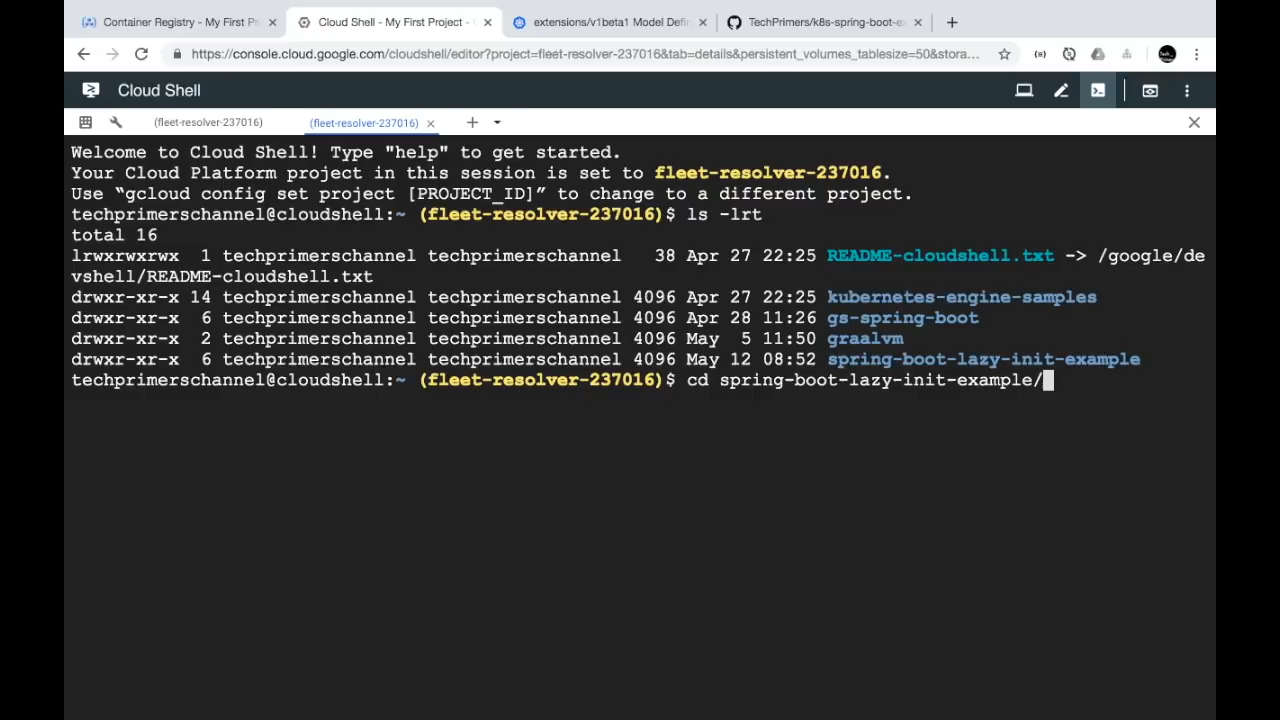 Container Registry - My First Pr
Cloud Shell - My First Project -
extensions/v1beta1 Model Defin
TechPrimers/k8s-spring-boot-ex
https://console.cloud.google.com/cloudshell/editor?project=fleet-resolver-237016&tab=details&persistent_volumes_tablesize=50&stora...
Cloud Shell
(fleet-resolver-237016)
(fleet-resolver-237016)
Welcome to Cloud Shell! Type "help" to get started.
Your Cloud Platform project in this session is set to fleet-resolver-237016.
Use “gcloud config set project [PROJECT_ID]” to change to a different project.
techprimerschannel@cloudshell:~ (fleet-resolver-237016)$ ls -lrt
total 16
lrwxrwxrwx 1 techprimerschannel techprimerschannel 38 Apr 27 22:25 README-cloudshell.txt -> /google/de
vshell/README-cloudshell.txt
drwxr-xr-x 14 techprimerschannel techprimerschannel 4096 Apr 27 22:25 kubernetes-engine-samples
drwxr-xr-x 6 techprimerschannel techprimerschannel 4096 Apr 28 11:26 gs-spring-boot
drwxr-xr-x 2 techprimerschannel techprimerschannel 4096 May 5 11:50 graalvm
drwxr-xr-x 6 techprimerschannel techprimerschannel 4096 May 12 08:52 spring-boot-lazy-init-example
techprimerschannel@cloudshell:~ (fleet-resolver-237016)$ cd spring-boot-lazy-init-example/